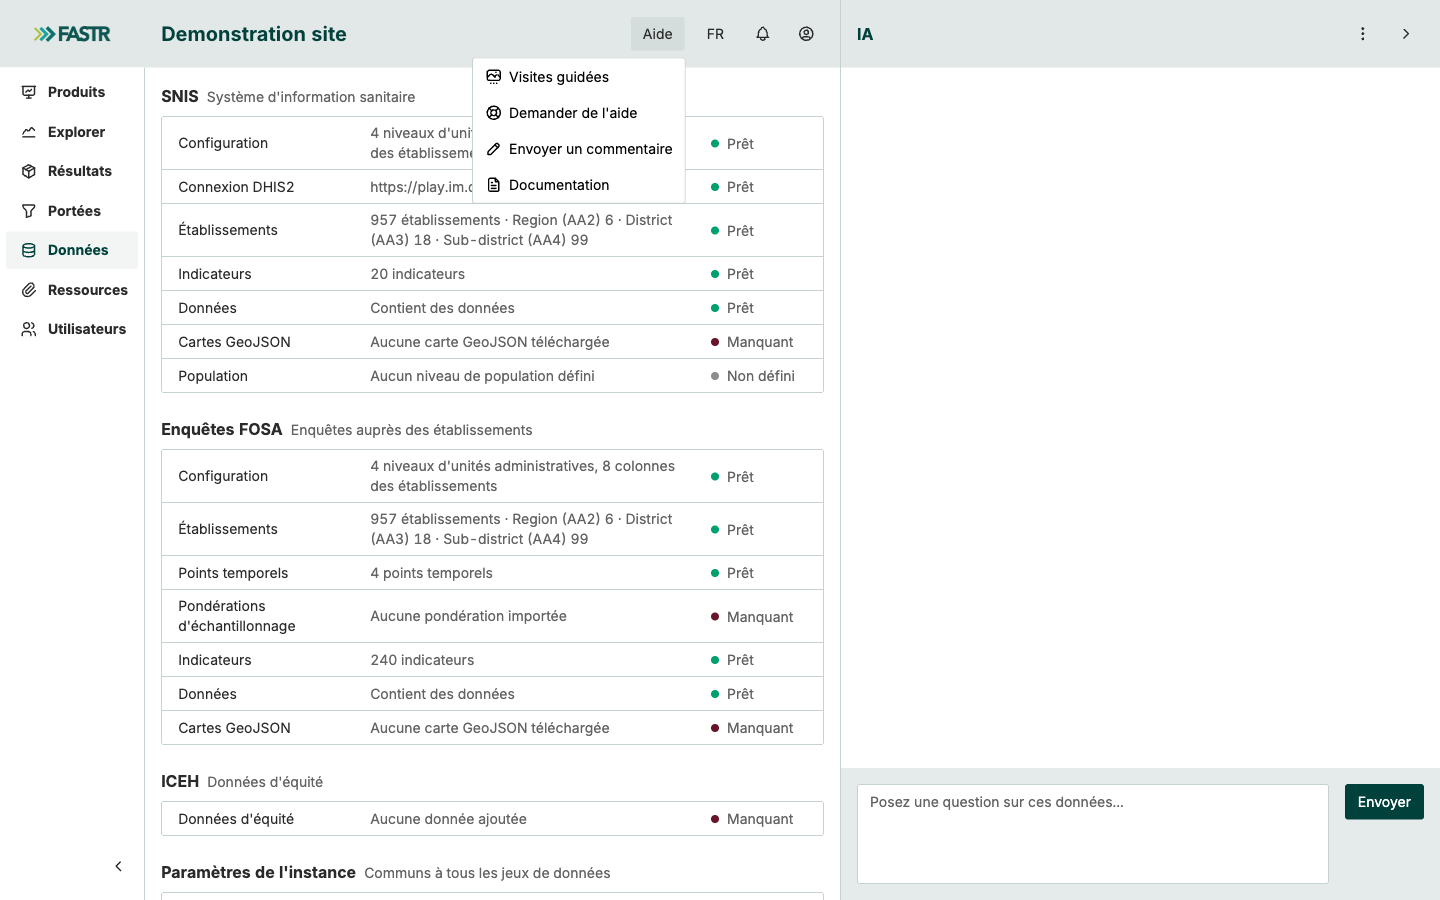 FASTR
Demonstration site
Aide
FR
IA
Visites guidées
Demander de l'aide
Envoyer un commentaire
Documentation
Produits
Explorer
Résultats
Portées
Données
Ressources
Utilisateurs
SNIS Système d'information sanitaire
Configuration
4 niveaux d'uni
des établisseme
Prêt
Connexion DHIS2
https://play.im.
Prêt
Établissements
957 établissements · Region (AA2) 6 · District
(AA3) 18 · Sub-district (AA4) 99
Prêt
Indicateurs
20 indicateurs
Prêt
Données
Contient des données
Prêt
Cartes GeoJSON
Aucune carte GeoJSON téléchargée
Manquant
Population
Aucun niveau de population défini
Non défini
Enquêtes FOSA Enquêtes auprès des établissements
Configuration
4 niveaux d'unités administratives, 8 colonnes
des établissements
Prêt
Établissements
957 établissements · Region (AA2) 6 · District
(AA3) 18 · Sub-district (AA4) 99
Prêt
Points temporels
4 points temporels
Prêt
Pondérations
d'échantillonnage
Aucune pondération importée
Manquant
Indicateurs
240 indicateurs
Prêt
Données
Contient des données
Prêt
Cartes GeoJSON
Aucune carte GeoJSON téléchargée
Manquant
ICEH Données d'équité
Données d'équité
Aucune donnée ajoutée
Manquant
Paramètres de l'instance Communs à tous les jeux de données
Posez une question sur ces données...
Envoyer